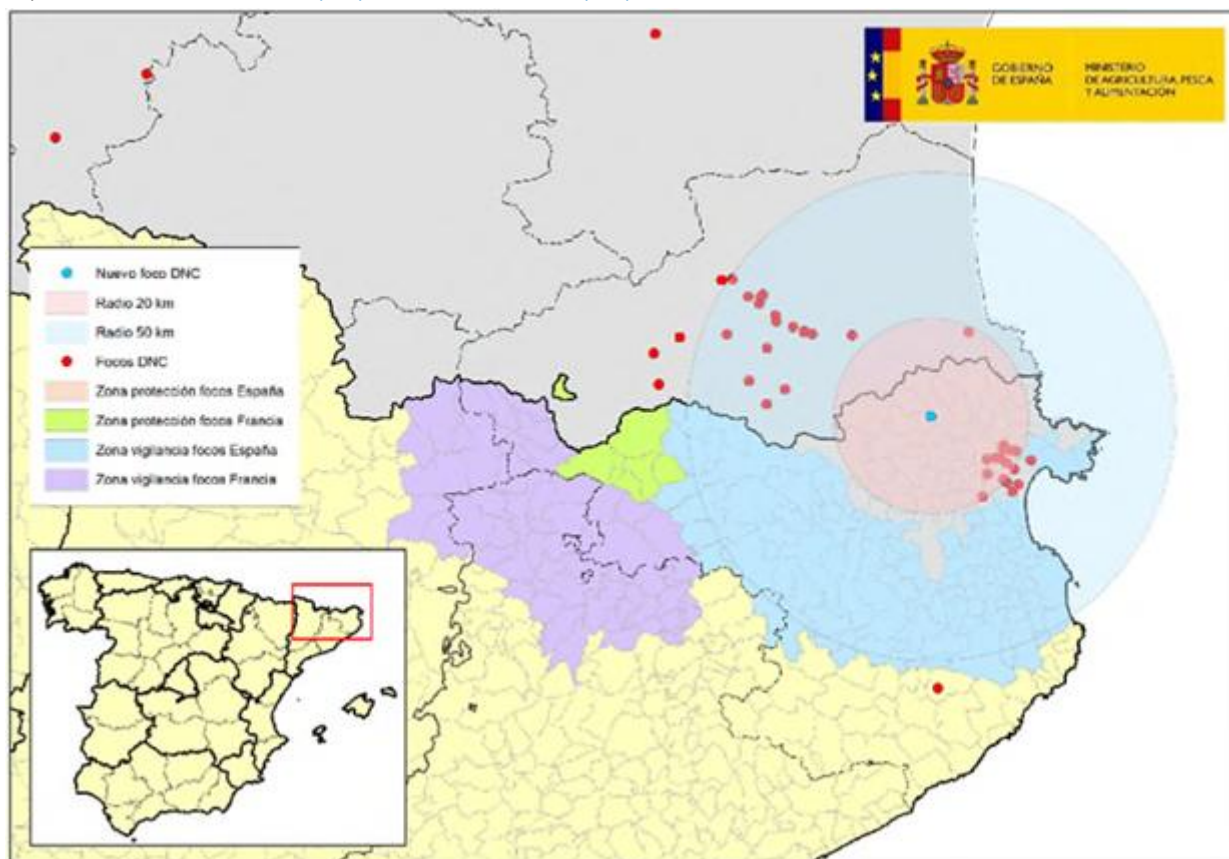 GOBIERNO
DE ESPAÑA
MINISTERIO
DE AGRICULTURA, PESCA
Y ALIMENTACIÓN
Nuevo foco DNC
Radio 20 km
Radio 50 km
Focos DNC
Zona protección focos España
Zona protección focos Francia
Zona vigilancia focos España
Zona vigilancia focos Francia